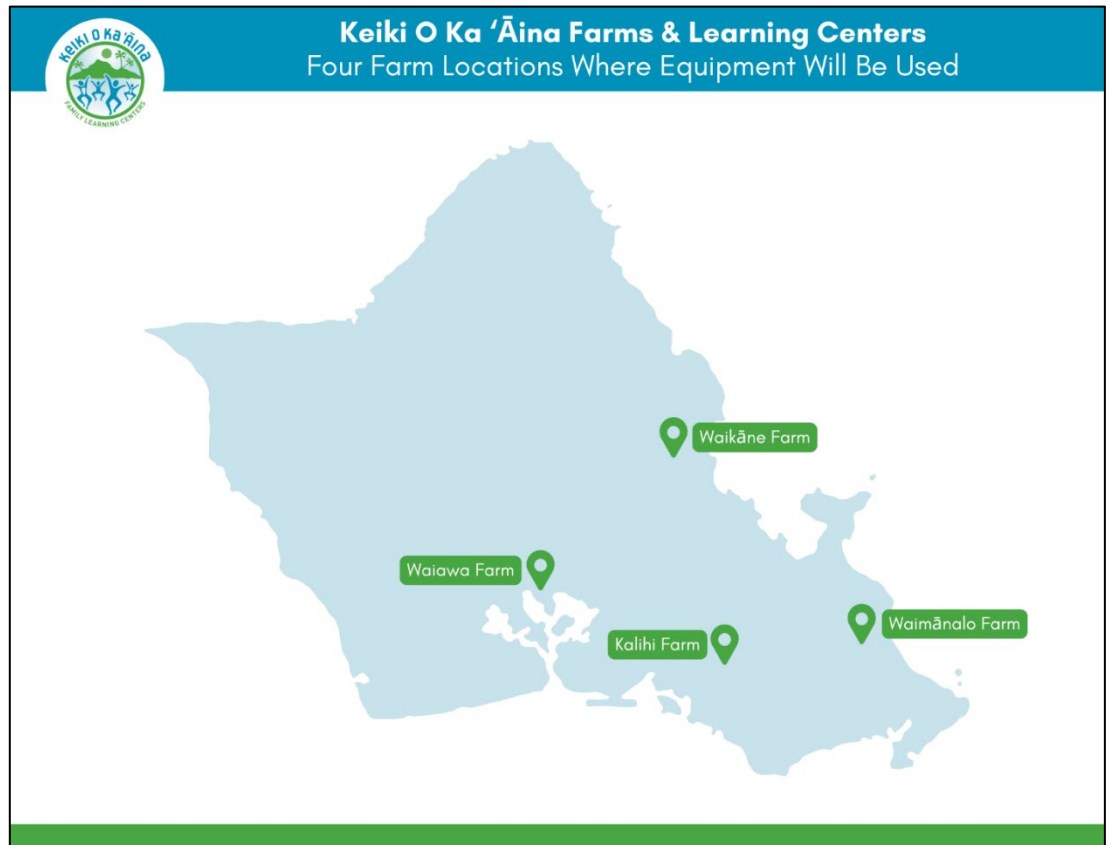 Keiki O Ka ʻĀina Farms & Learning Centers
Four Farm Locations Where Equipment Will Be Used
KEIKI O Ka ʻĀINa
FAMILY LEARNING CENTERS
Waikāne Farm
Waiawa Farm
Waimānalo Farm
Kalihi Farm